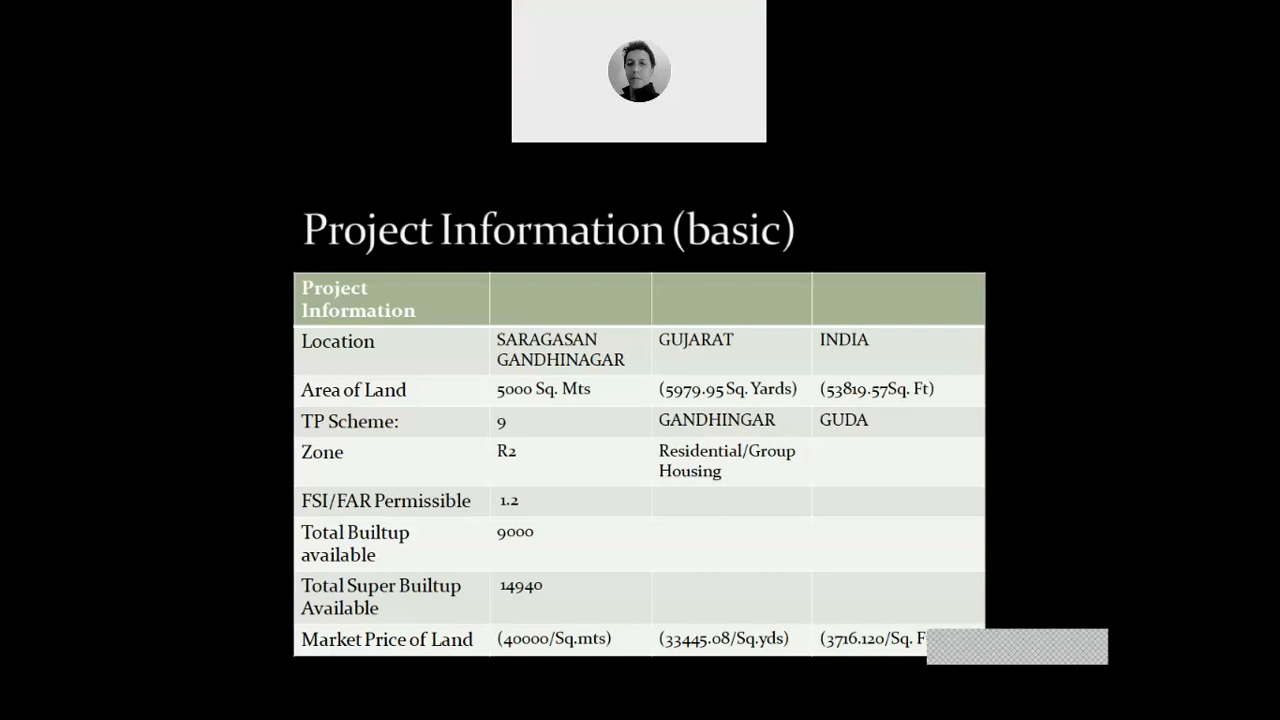 Project Information (basic)
Project
Information
Location SARAGASAN GUJARAT INDIA
GANDHINAGAR
Area of Land 5000 Sq. Mts (5979.95 Sq. Yards) (53819.57Sq. Ft)
TP Scheme: 9 GANDHINGAR GUDA
Zone R2 Residential/Group
Housing
FSI/FAR Permissible 1.2
Total Builtup 9000
available
Total Super Builtup 14940
Available
Market Price of Land (40000/Sq.mts) (33445.08/Sq.yds) (3716.120/Sq.